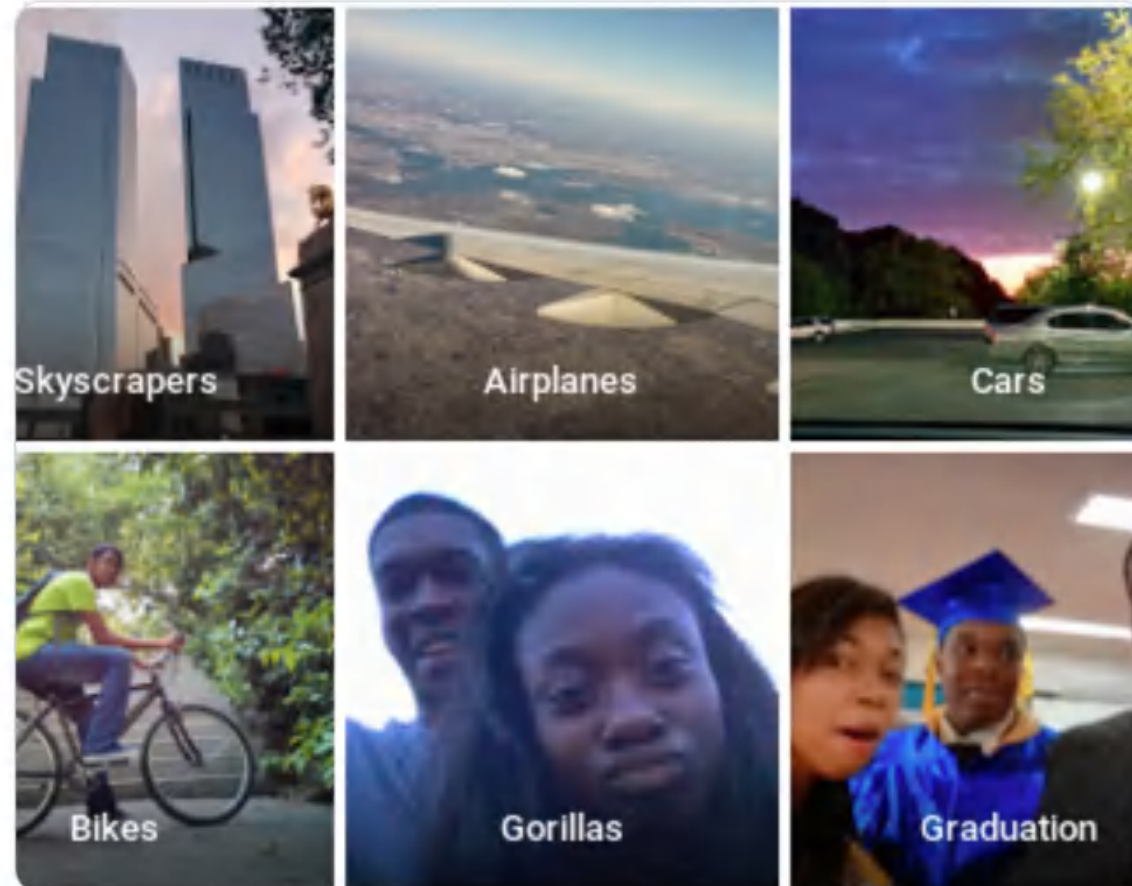 Skyscrapers
Airplanes
Cars
Bikes
Gorillas
Graduation